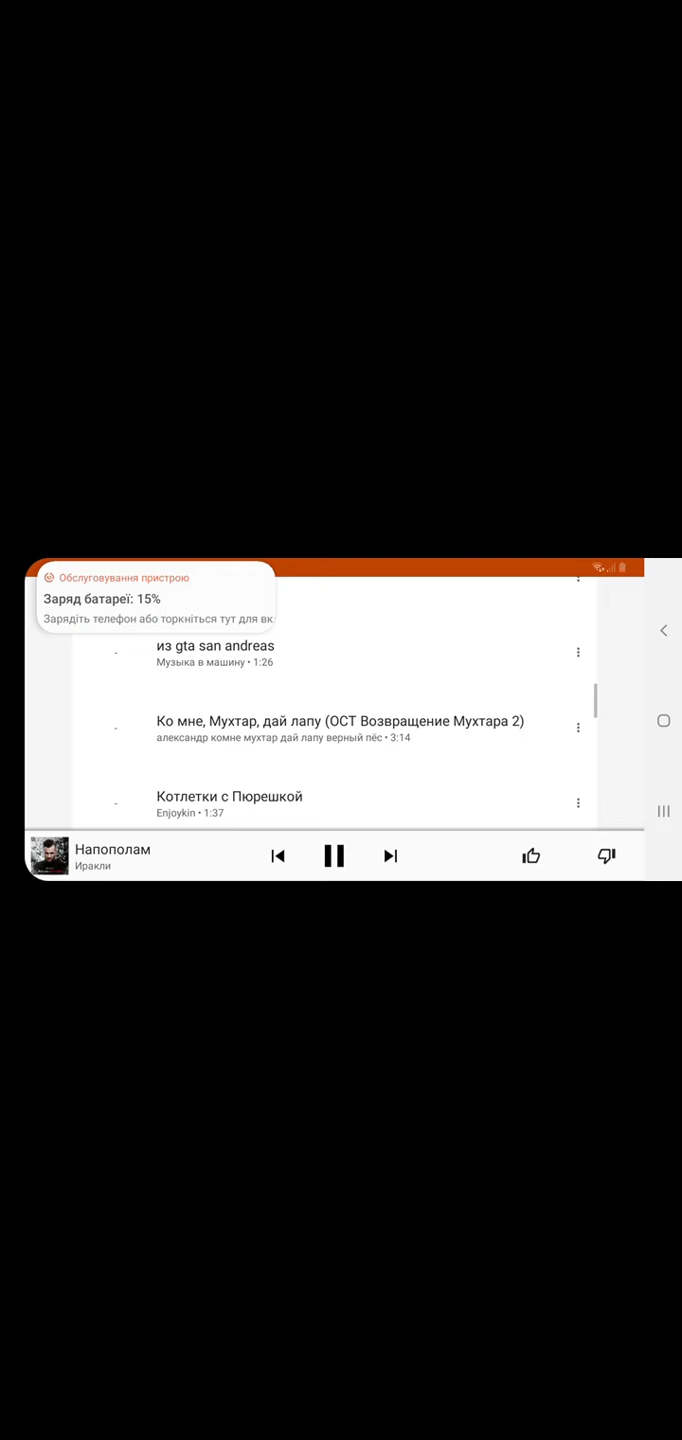 Обслуговування пристрою
Заряд батареї: 15%
Зарядіть телефон або торкніться тут для вк
из gta san andreas
Музыка в машину • 1:26
Ко мне, Мухтар, дай лапу (ОСТ Возвращение Мухтара 2)
александр комне мухтар дай лапу верный пёс • 3:14
Котлетки с Пюрешкой
Enjoykin • 1:37
Напополам
Иракли